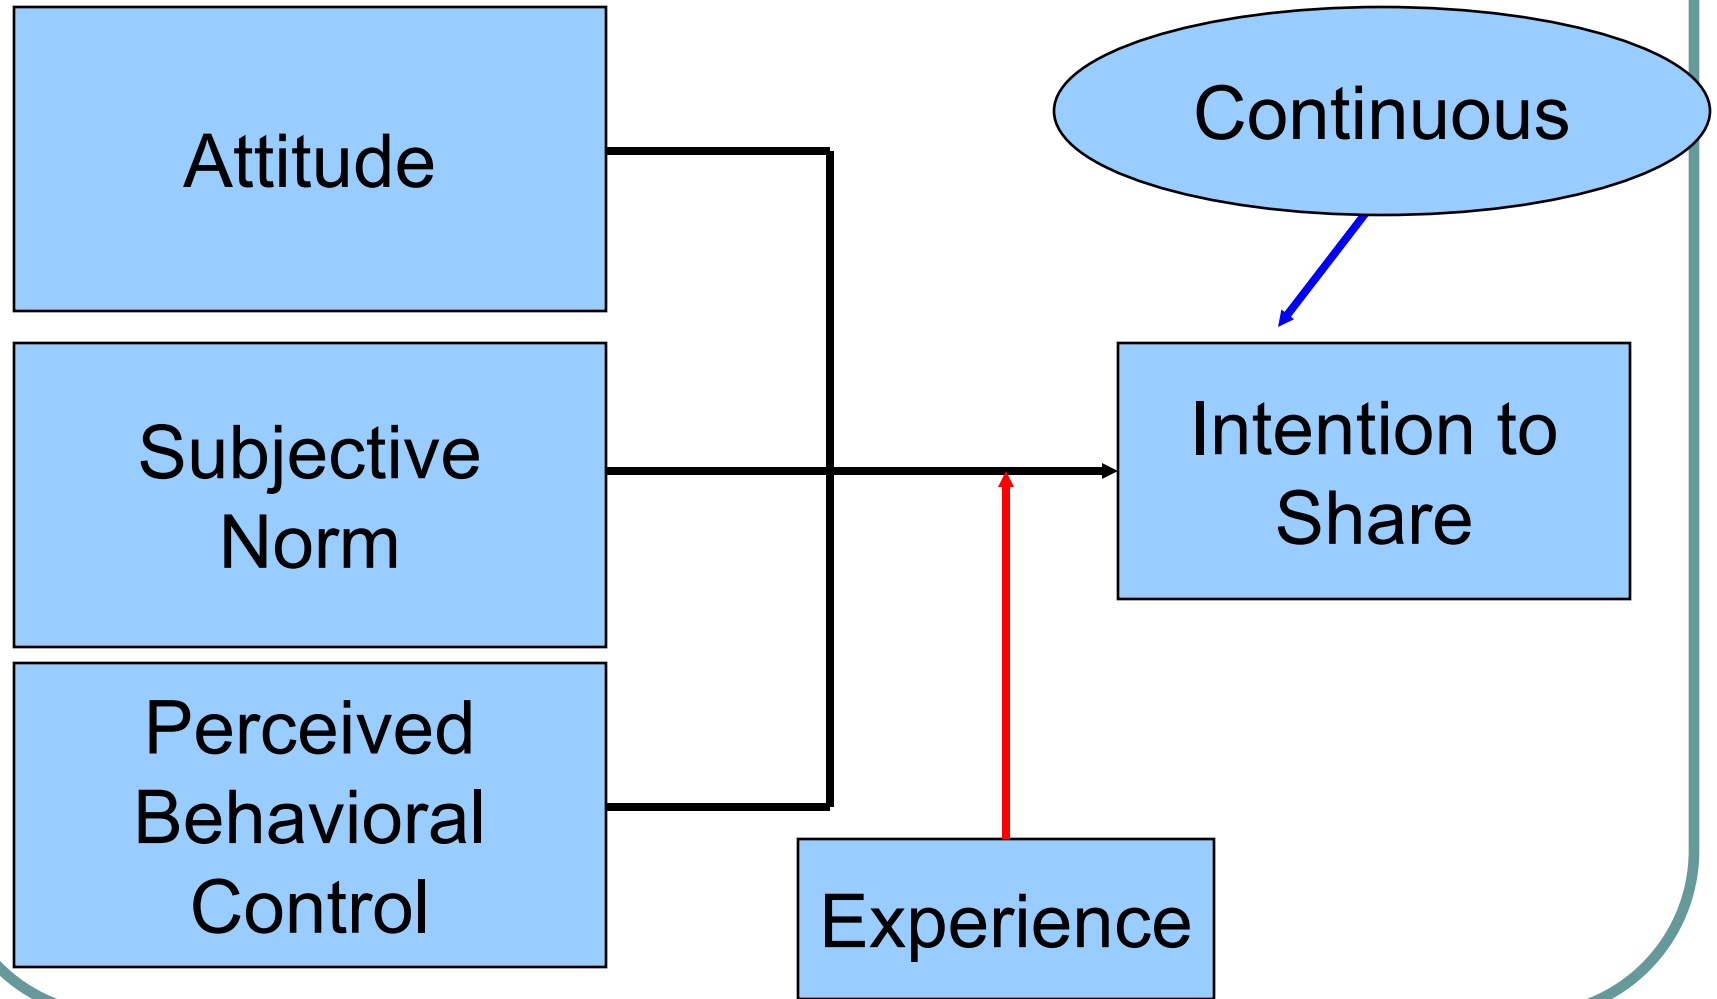 Attitude
Continuous
Subjective
Norm
Intention to
Share
Perceived
Behavioral
Control
Experience